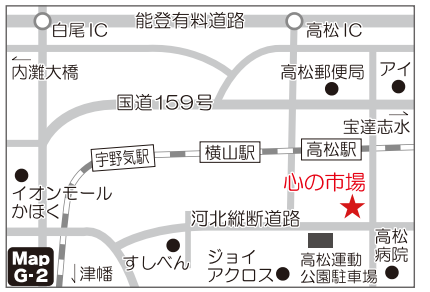 能登有料道路
白尾IC
高松IC
内灘大橋
高松郵便局
アイ
国道159号
宝達志水
宇野気駅
横山駅
高松駅
心の市場
イオンモール
かほく
河北縦断道路
Map
G-2
津幡
すしべん
ジョイ
アクロス
高松運動
公園駐車場
高松
病院